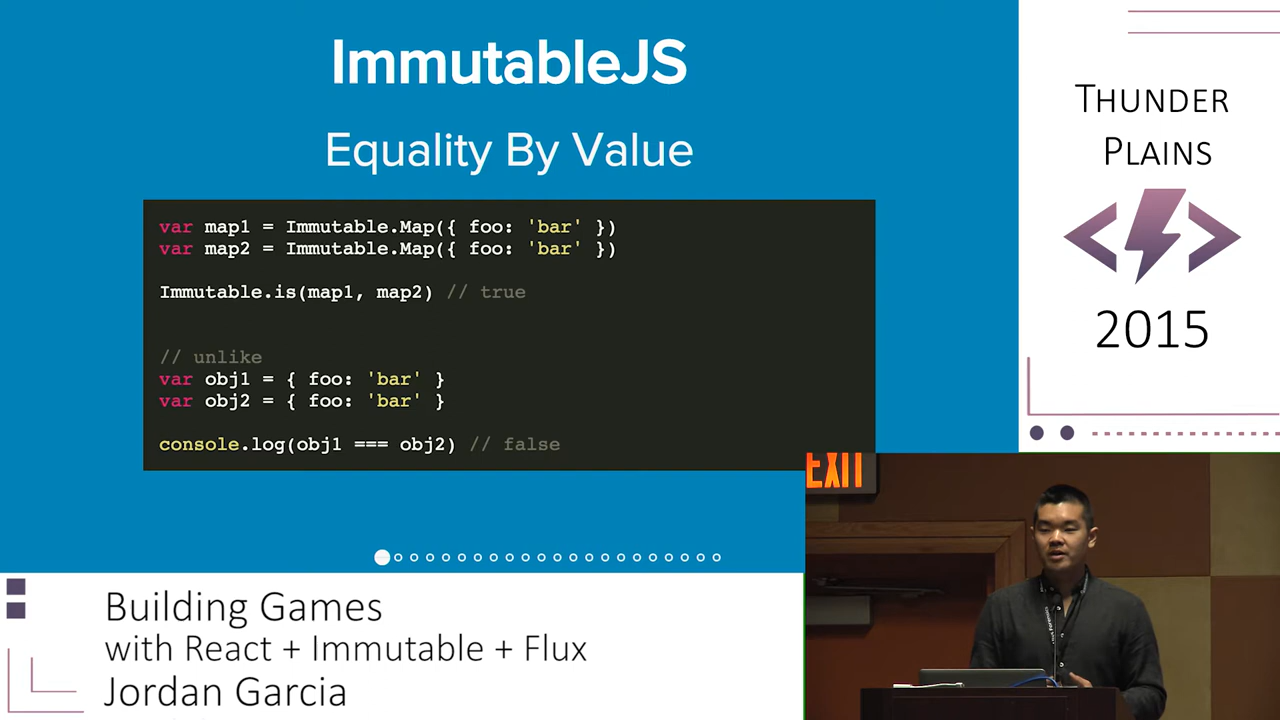 ImmutableJS
Equality By Value
var map1 = Immutable.Map({ foo: 'bar' })
var map2 = Immutable.Map({ foo: 'bar' })
Immutable.is(map1, map2) // true
// unlike
var obj1 = { foo: 'bar' }
var obj2 = { foo: 'bar' }
console.log(obj1 === obj2) // false
THUNDER
PLAINS
2015
EXIT
Building Games
with React + Immutable + Flux
Jordan Garcia